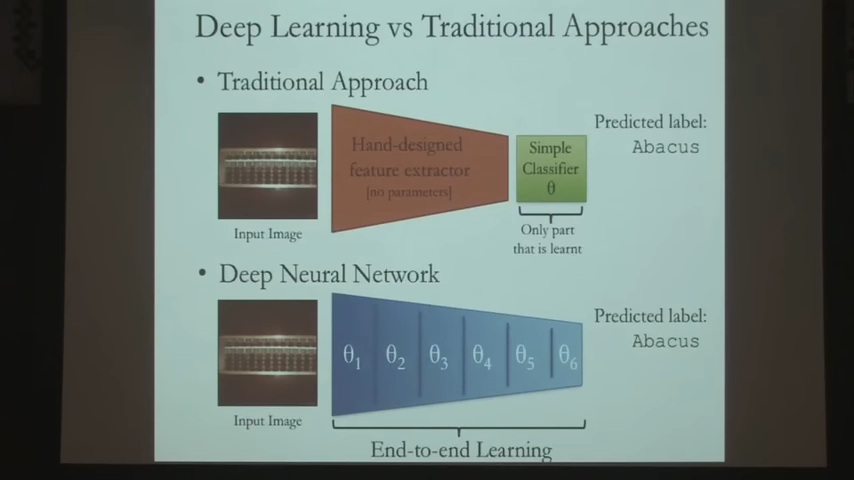 Deep Learning vs Traditional Approaches
• Traditional Approach
Hand-designed
feature extractor
[no parameters]
Simple
Classifier
θ
Predicted label:
Abacus
Input Image
Only part
that is learnt
• Deep Neural Network
θ1 θ2 θ3 θ4 θ5 θ6
Predicted label:
Abacus
Input Image
End-to-end Learning